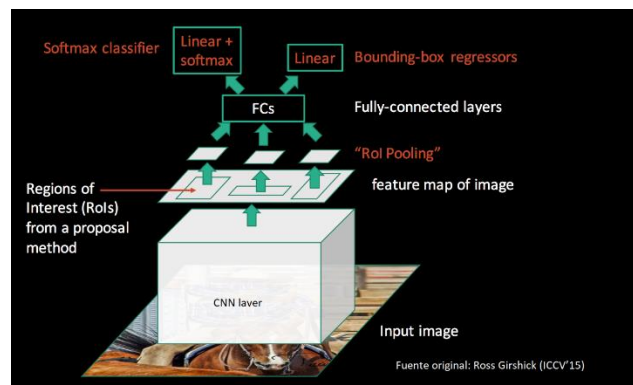 Softmax classifier
Linear +
softmax
Linear
Bounding-box regressors
FCs
Fully-connected layers
"RoI Pooling"
Regions of
Interest (RoIs)
from a proposal
method
feature map of image
CNN laver
Input image
Fuente original: Ross Girshick (ICCV'15)